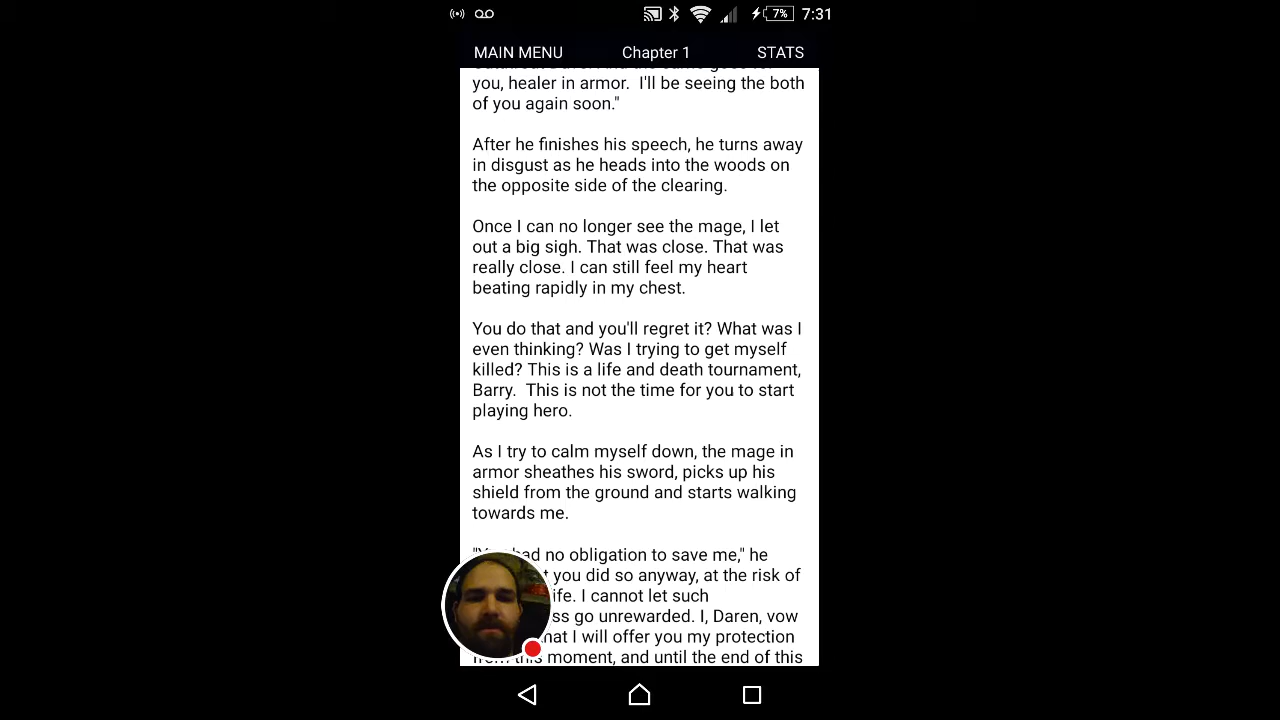 7% 7:31
MAIN MENU Chapter 1 STATS
you, healer in armor.  I'll be seeing the both
of you again soon."
After he finishes his speech, he turns away
in disgust as he heads into the woods on
the opposite side of the clearing.
Once I can no longer see the mage, I let
out a big sigh. That was close. That was
really close. I can still feel my heart
beating rapidly in my chest.
You do that and you'll regret it? What was I
even thinking? Was I trying to get myself
killed? This is a life and death tournament,
Barry.  This is not the time for you to start
playing hero.
As I try to calm myself down, the mage in
armor sheathes his sword, picks up his
shield from the ground and starts walking
towards me.
had no obligation to save me," he
you did so anyway, at the risk of
I cannot let such
go unrewarded. I, Daren, vow
that I will offer you my protection
from this moment, and until the end of this